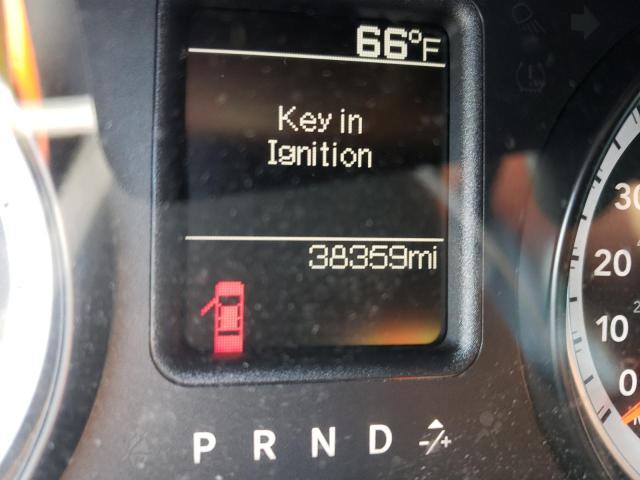 66°F
Key in
Ignition
38359mi
30
20
10
0
P R N D -/+